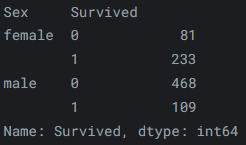 Sex     Survived
female  0            81
        1           233
male    0           468
        1           109
Name: Survived, dtype: int64